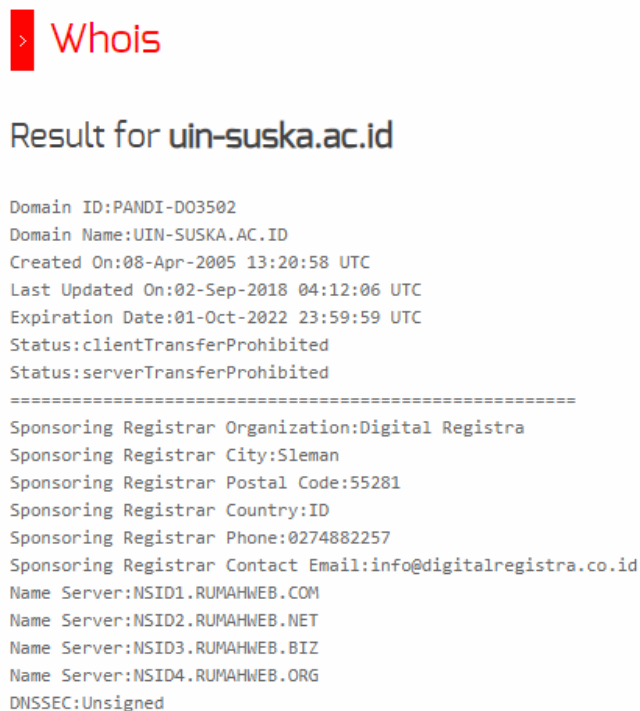 > Whois
Result for uin-suska.ac.id
Domain ID:PANDI-DO3502
Domain Name:UIN-SUSKA.AC.ID
Created On:08-Apr-2005 13:20:58 UTC
Last Updated On:02-Sep-2018 04:12:06 UTC
Expiration Date:01-Oct-2022 23:59:59 UTC
Status:clientTransferProhibited
Status:serverTransferProhibited
=======================================================
Sponsoring Registrar Organization:Digital Registra
Sponsoring Registrar City:Sleman
Sponsoring Registrar Postal Code:55281
Sponsoring Registrar Country:ID
Sponsoring Registrar Phone:0274882257
Sponsoring Registrar Contact Email:info@digitalregistra.co.id
Name Server:NSID1.RUMAHWEB.COM
Name Server:NSID2.RUMAHWEB.NET
Name Server:NSID3.RUMAHWEB.BIZ
Name Server:NSID4.RUMAHWEB.ORG
DNSSEC:Unsigned